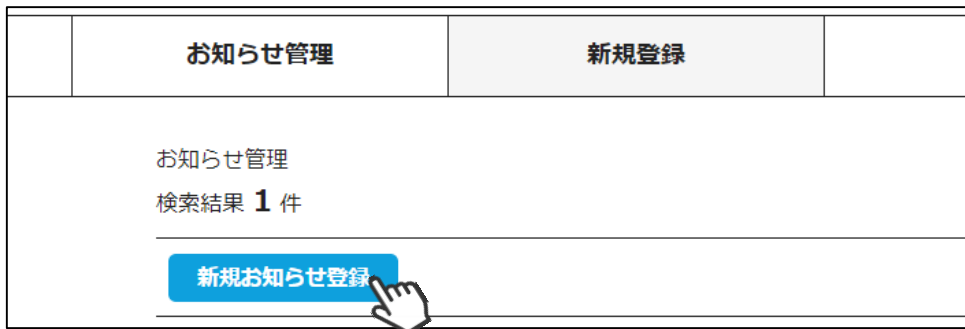 お知らせ管理
新規登録
お知らせ管理
検索結果 1 件
新規お知らせ登録